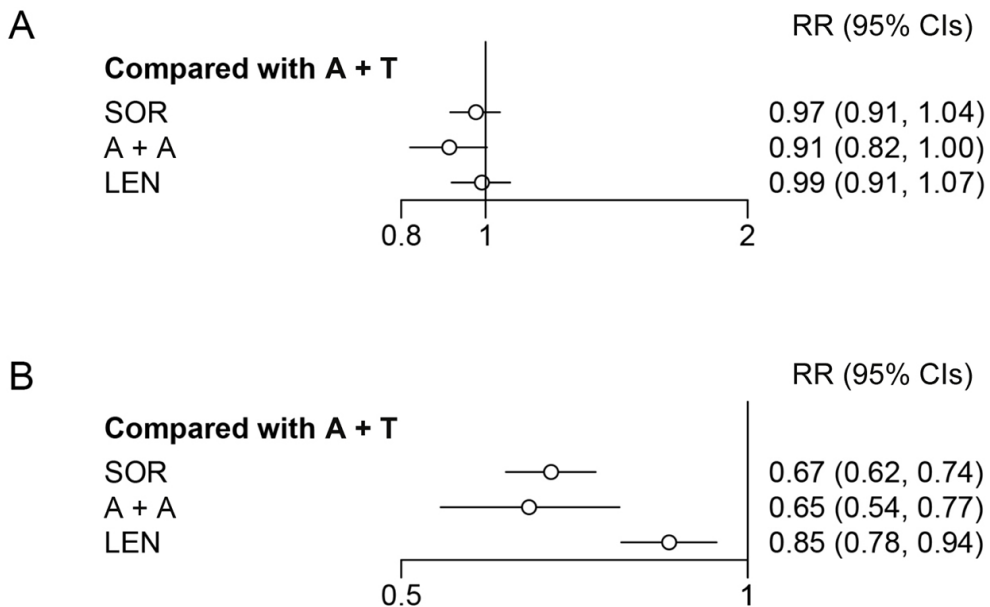 A
RR (95% CIs)
Compared with A + T
SOR 0.97 (0.91, 1.04)
A + A 0.91 (0.82, 1.00)
LEN 0.99 (0.91, 1.07)
0.8 1 2
B
RR (95% CIs)
Compared with A + T
SOR 0.67 (0.62, 0.74)
A + A 0.65 (0.54, 0.77)
LEN 0.85 (0.78, 0.94)
0.5 1